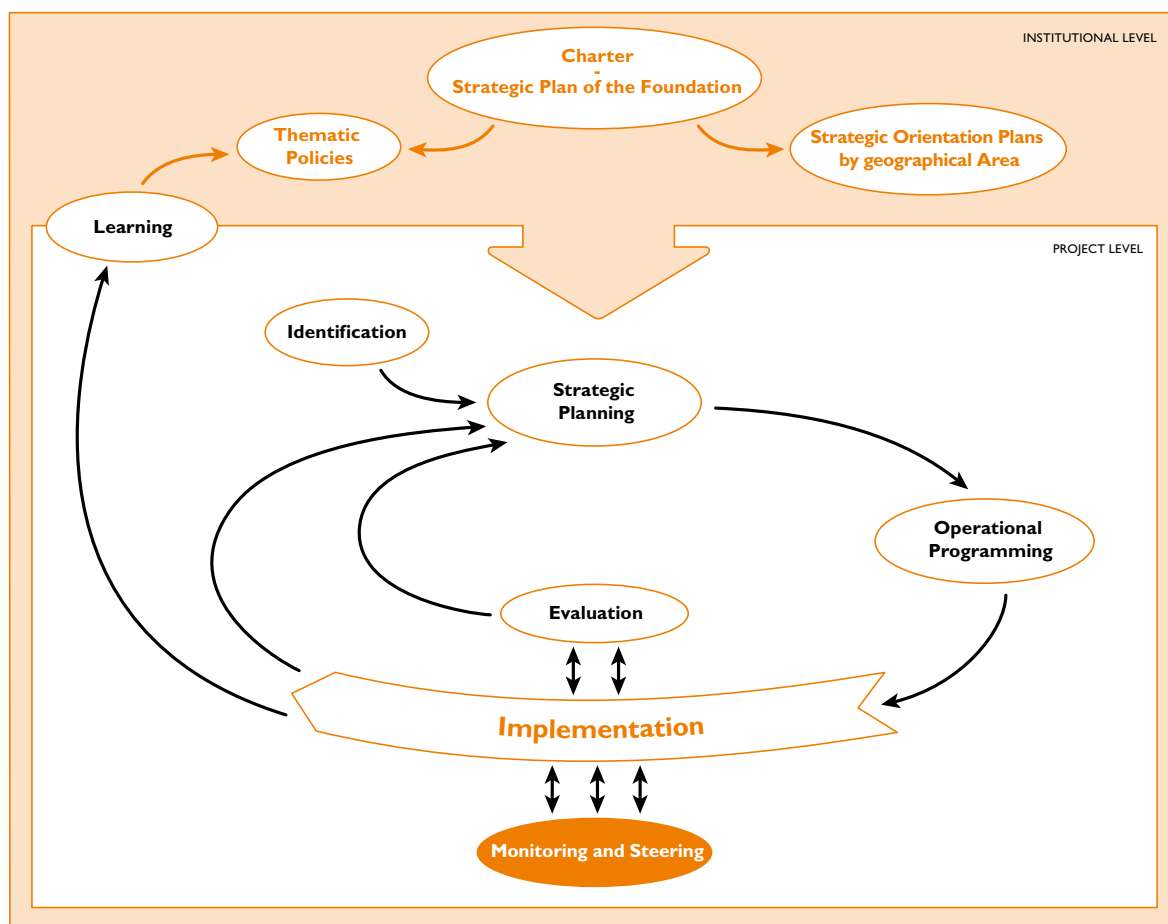 INSTITUTIONAL LEVEL
Charter
-
Strategic Plan of the Foundation
Thematic
Policies
Strategic Orientation Plans
by geographical Area
Learning
PROJECT LEVEL
Identification
Strategic
Planning
Operational
Programming
Evaluation
Implementation
Monitoring and Steering